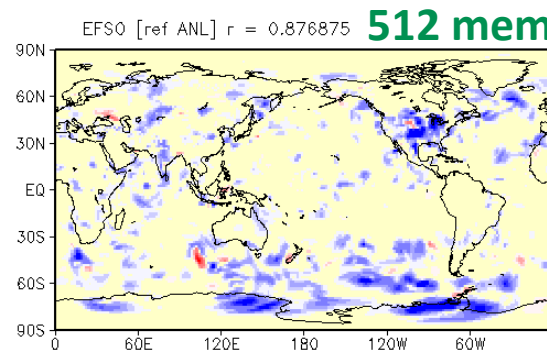 EFSO [ref ANL] r = 0.876875 512 mem
90N
60N
30N
EQ
30S
60S
90S
0 60E 120E 180 120W 60W